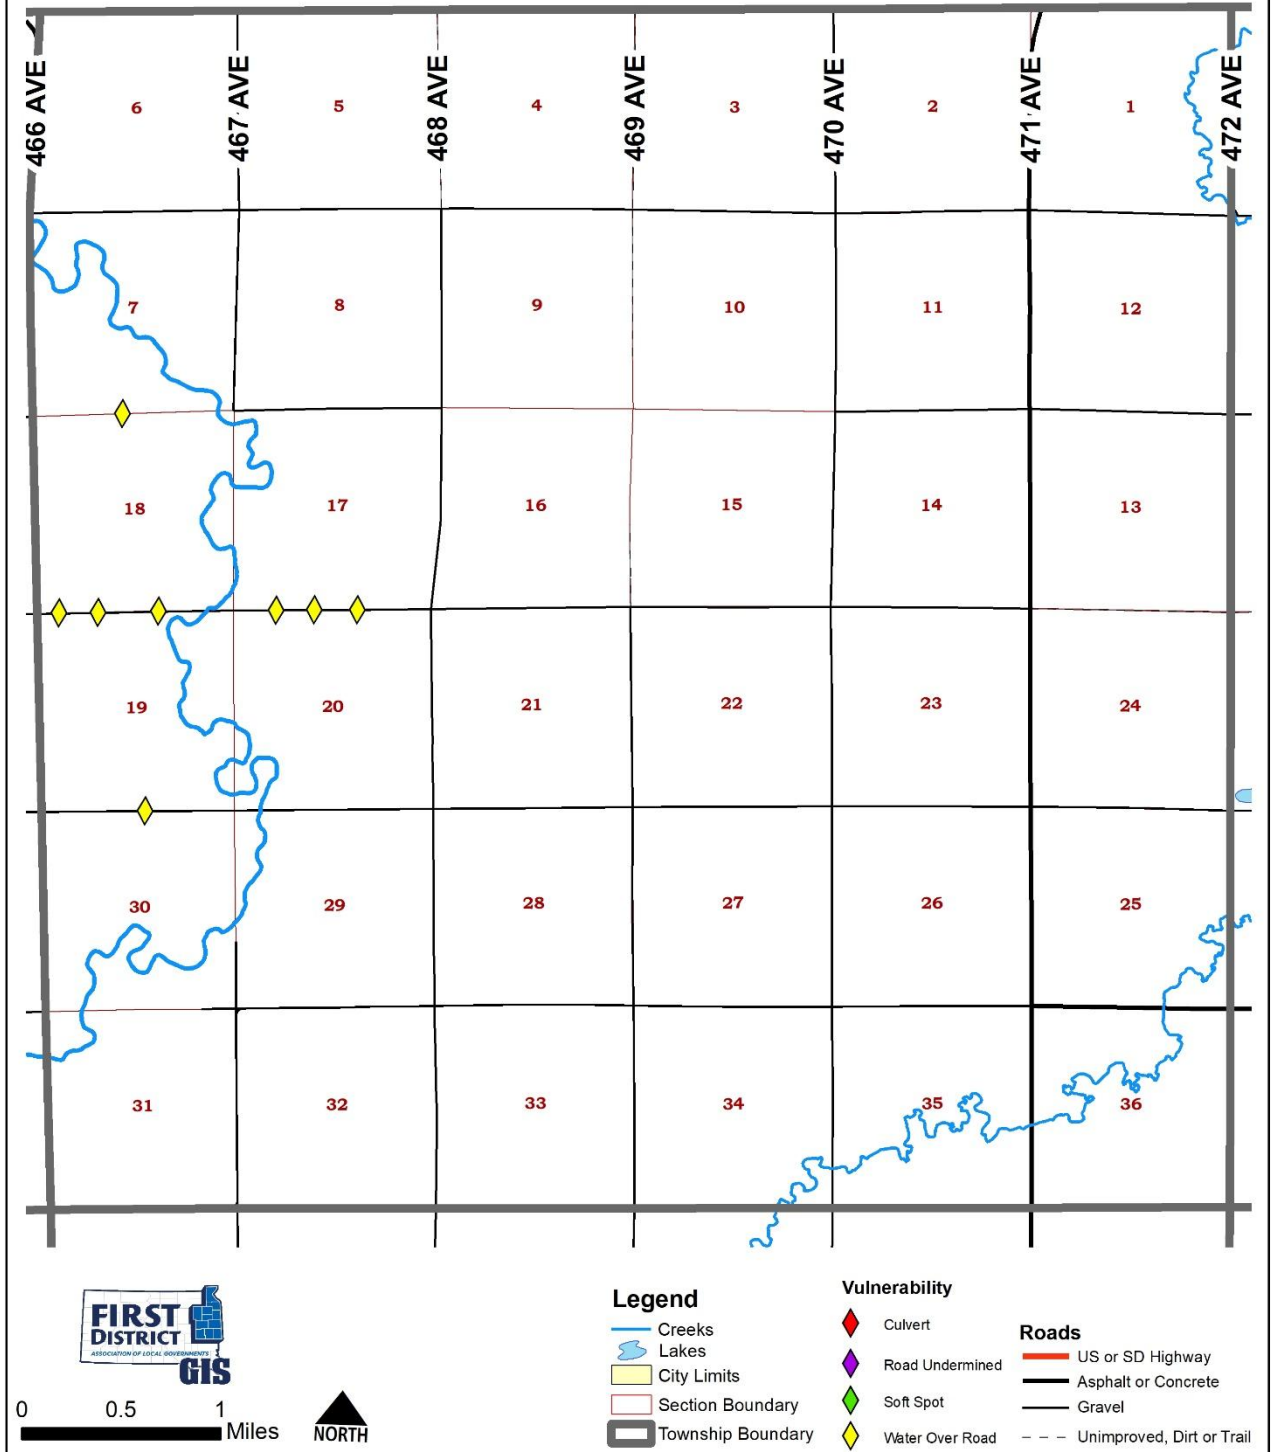 466 AVE
467 AVE
468 AVE
469 AVE
470 AVE
471 AVE
472 AVE
6 5 4 3 2 1
7 8 9 10 11 12
18 17 16 15 14 13
19 20 21 22 23 24
30 29 28 27 26 25
31 32 33 34 35 36
FIRST
DISTRICT
ASSOCIATION OF LOCAL GOVERNMENTS
GIS
0 0.5 1
Miles
NORTH
Legend
Creeks
Lakes
City Limits
Section Boundary
Township Boundary
Vulnerability
Culvert
Road Undermined
Soft Spot
Water Over Road
Roads
US or SD Highway
Asphalt or Concrete
Gravel
Unimproved, Dirt or Trail